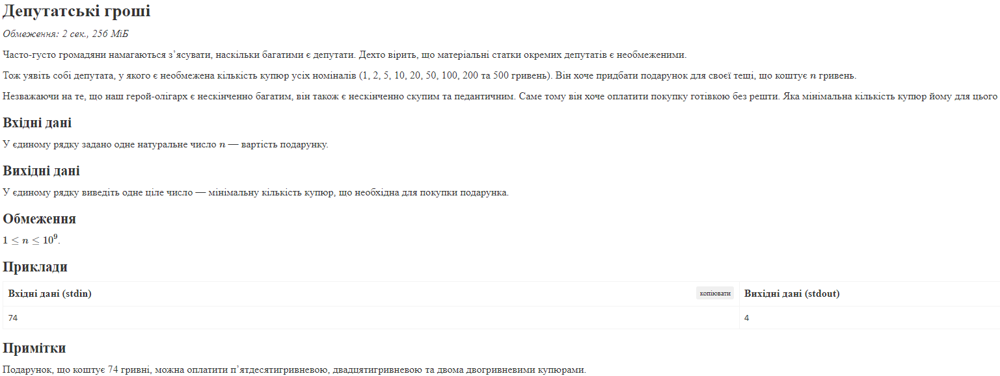 Депутатські гроші
Обмеження: 2 сек., 256 МіБ
Часто-густо громадяни намагаються з’ясувати, наскільки багатими є депутати. Дехто вірить, що матеріальні статки окремих депутатів є необмеженими.
Тож уявіть собі депутата, у якого є необмежена кількість купюр усіх номіналів (1, 2, 5, 10, 20, 50, 100, 200 та 500 гривень). Він хоче придбати подарунок для своєї тещі, що коштує n гривень.
Незважаючи на те, що наш герой-олігарх є нескінченно багатим, він також є нескінченно скупим та педантичним. Саме тому він хоче оплатити покупку готівкою без решти. Яка мінімальна кількість купюр йому для цього
Вхідні дані
У єдиному рядку задано одне натуральне число n — вартість подарунку.
Вихідні дані
У єдиному рядку виведіть одне ціле число — мінімальну кількість купюр, що необхідна для покупки подарунка.
Обмеження
1 ≤ n ≤ 10⁹.
Приклади
Вхідні дані (stdin) копіювати Вихідні дані (stdout)
74 4
Примітки
Подарунок, що коштує 74 гривні, можна оплатити п’ятдесятигривневою, двадцятигривневою та двома двогривневими купюрами.